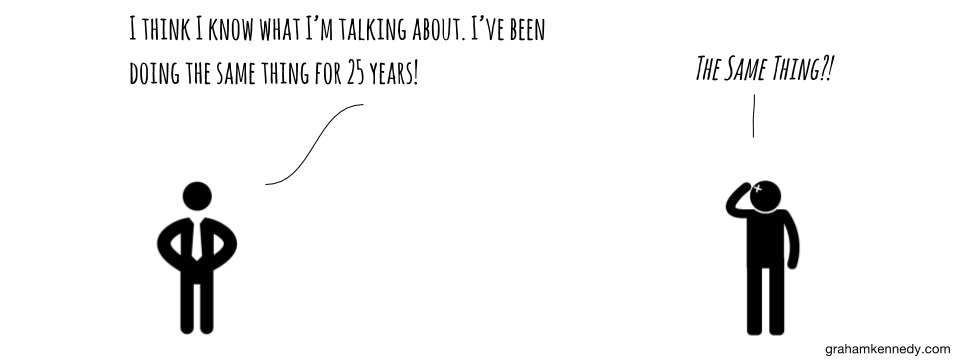 I think I know what I’m talking about. I’ve been
doing the same thing for 25 years!
The Same Thing?!
grahamkennedy.com